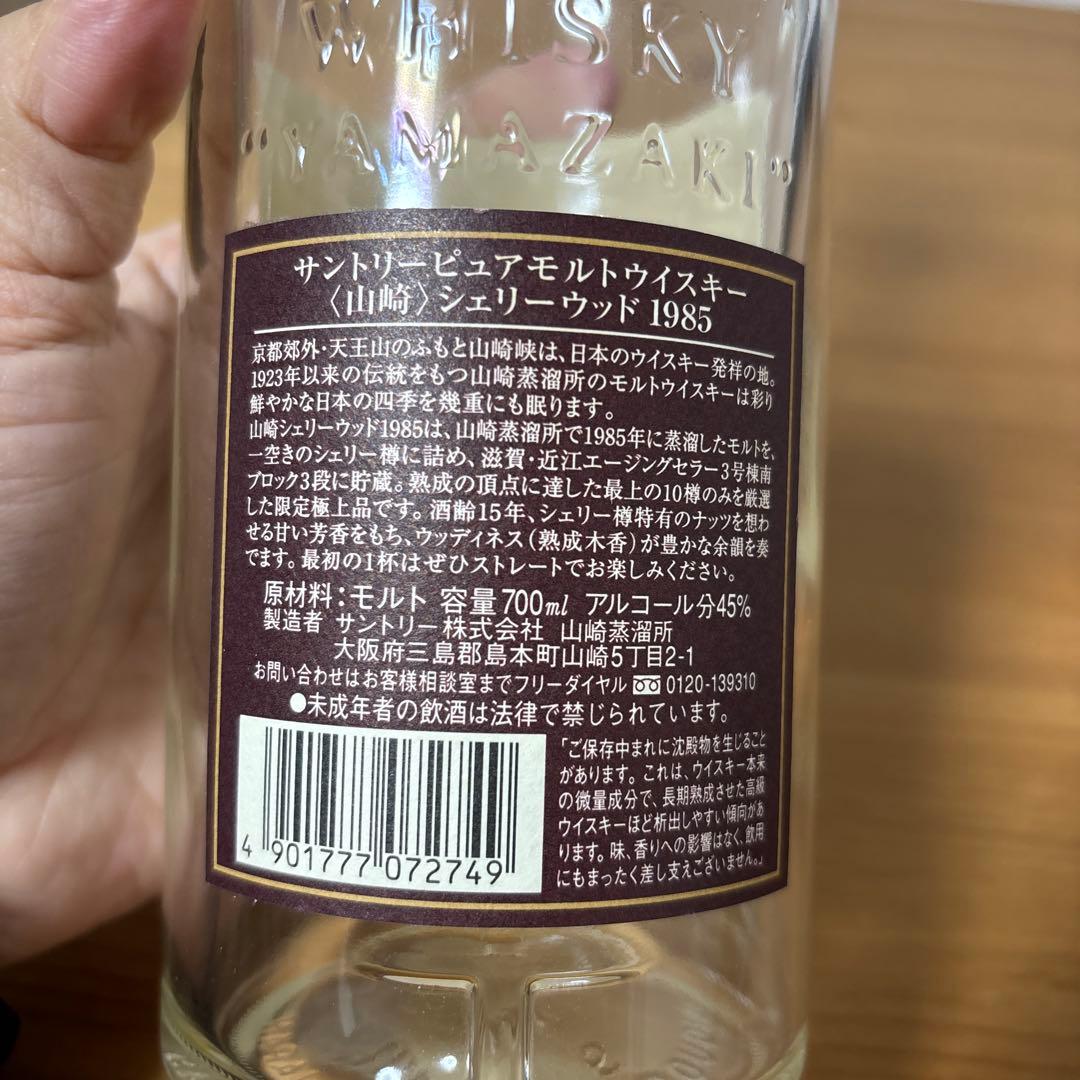 WHISKY
"YAMAZAKI"
サントリーピュアモルトウイスキー
〈山崎〉シェリーウッド1985
京都郊外・天王山のふもと山崎峡は、日本のウイスキー発祥の地。
1923年以来の伝統をもつ山崎蒸溜所のモルトウイスキーは彩り
鮮やかな日本の四季を幾重にも眠ります。
山崎シェリーウッド1985は、山崎蒸溜所で1985年に蒸溜したモルトを、
一空きのシェリー樽に詰め、滋賀・近江エージングセラー3号棟南
ブロック3段に貯蔵。熟成の頂点に達した最上の10樽のみを厳選
した限定極上品です。酒齢15年、シェリー樽特有のナッツを想わ
せる甘い芳香をもち、ウッディネス(熟成木香)が豊かな余韻を奏
でます。最初の1杯はぜひストレートでお楽しみください。
原材料:モルト 容量700ml アルコール分45%
製造者 サントリー株式会社 山崎蒸溜所
大阪府三島郡島本町山崎5丁目2-1
お問い合わせはお客様相談室までフリーダイヤル 0120-139310
●未成年者の飲酒は法律で禁じられています。
「ご保存中まれに沈殿物を生じること
があります。これは、ウイスキー本来
の微量成分で、長期熟成させた高級
ウイスキーほど析出しやすい傾向があ
ります。味、香りへの影響はなく、飲用
にもまったく差し支えございません。」
4 901777 072749